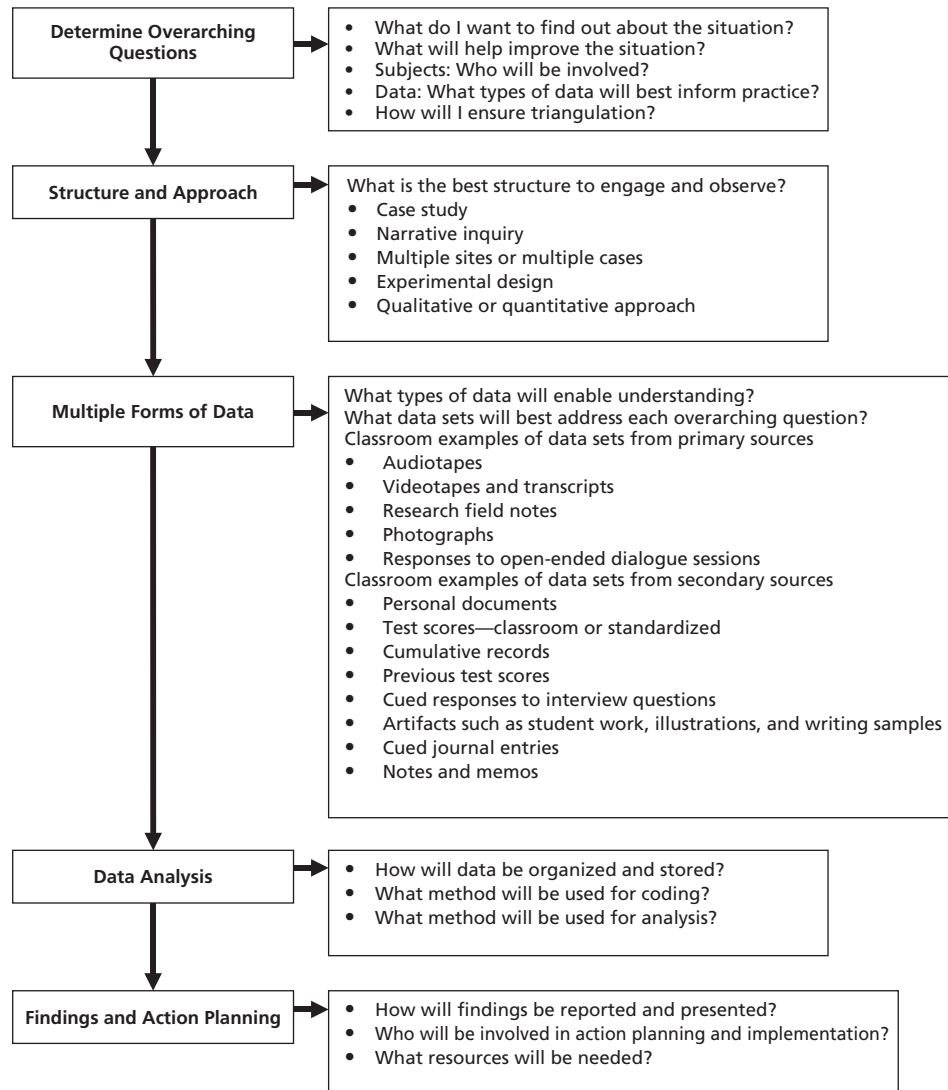 Determine Overarching
Questions
• What do I want to find out about the situation?
• What will help improve the situation?
• Subjects: Who will be involved?
• Data: What types of data will best inform practice?
• How will I ensure triangulation?
Structure and Approach
What is the best structure to engage and observe?
• Case study
• Narrative inquiry
• Multiple sites or multiple cases
• Experimental design
• Qualitative or quantitative approach
Multiple Forms of Data
What types of data will enable understanding?
What data sets will best address each overarching question?
Classroom examples of data sets from primary sources
• Audiotapes
• Videotapes and transcripts
• Research field notes
• Photographs
• Responses to open-ended dialogue sessions
Classroom examples of data sets from secondary sources
• Personal documents
• Test scores—classroom or standardized
• Cumulative records
• Previous test scores
• Cued responses to interview questions
• Artifacts such as student work, illustrations, and writing samples
• Cued journal entries
• Notes and memos
Data Analysis
• How will data be organized and stored?
• What method will be used for coding?
• What method will be used for analysis?
Findings and Action Planning
• How will findings be reported and presented?
• Who will be involved in action planning and implementation?
• What resources will be needed?